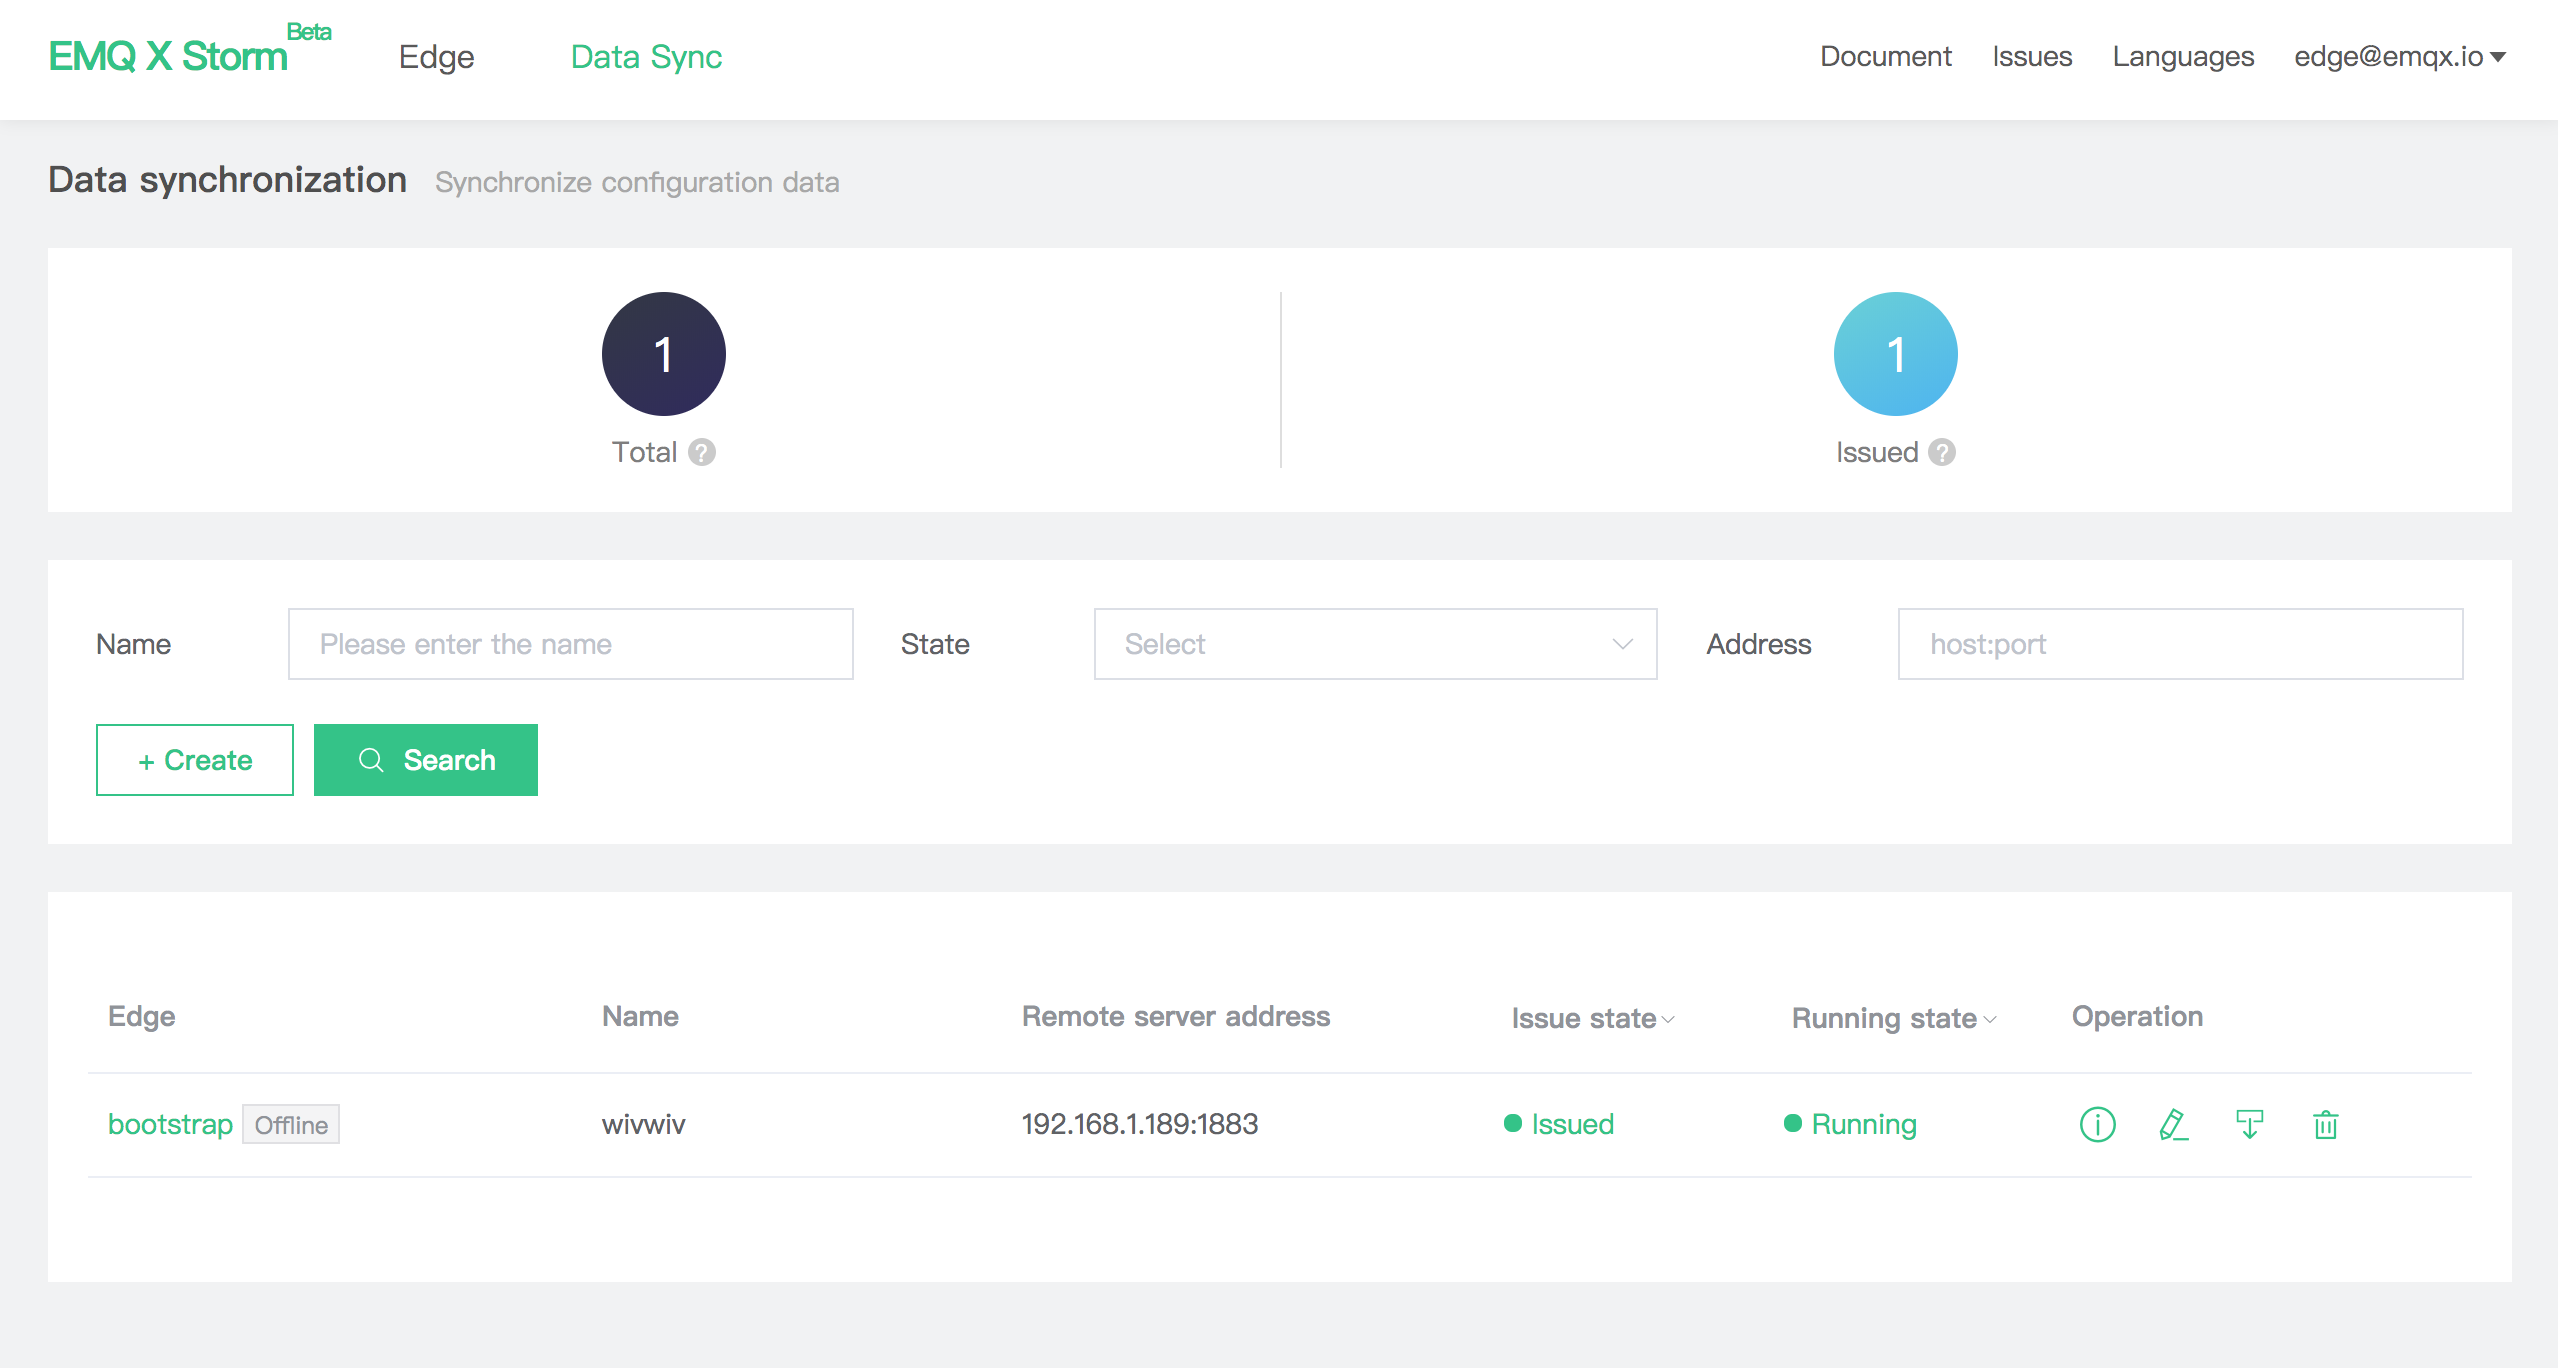 EMQ X Storm Beta Edge Data Sync Document Issues Languages edge@emqx.io
Data synchronization Synchronize configuration data
1 1
Total ? Issued ?
Name Please enter the name State Select Address host:port
+ Create Search
Edge Name Remote server address Issue state Running state Operation
bootstrap Offline wivwiv 192.168.1.189:1883 Issued Running